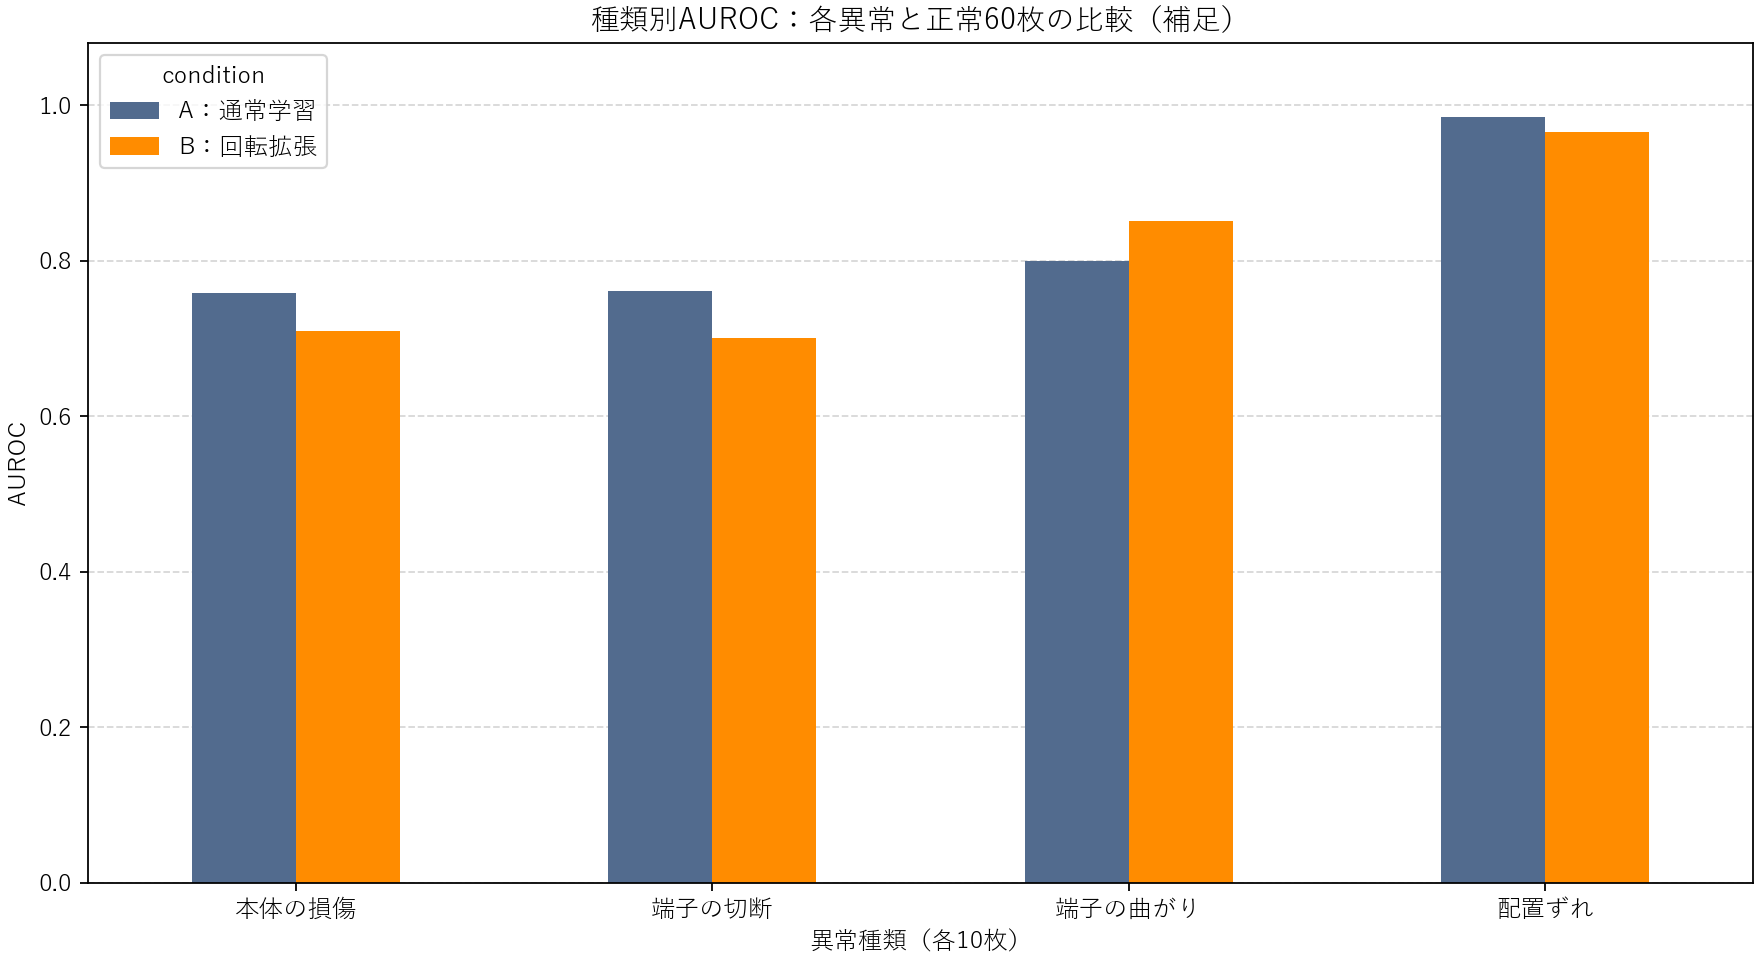 種類別AUROC：各異常と正常60枚の比較（補足）
condition
A：通常学習
B：回転拡張
1.0
0.8
0.6
0.4
0.2
0.0
AUROC
本体の損傷
端子の切断
端子の曲がり
配置ずれ
異常種類（各10枚）